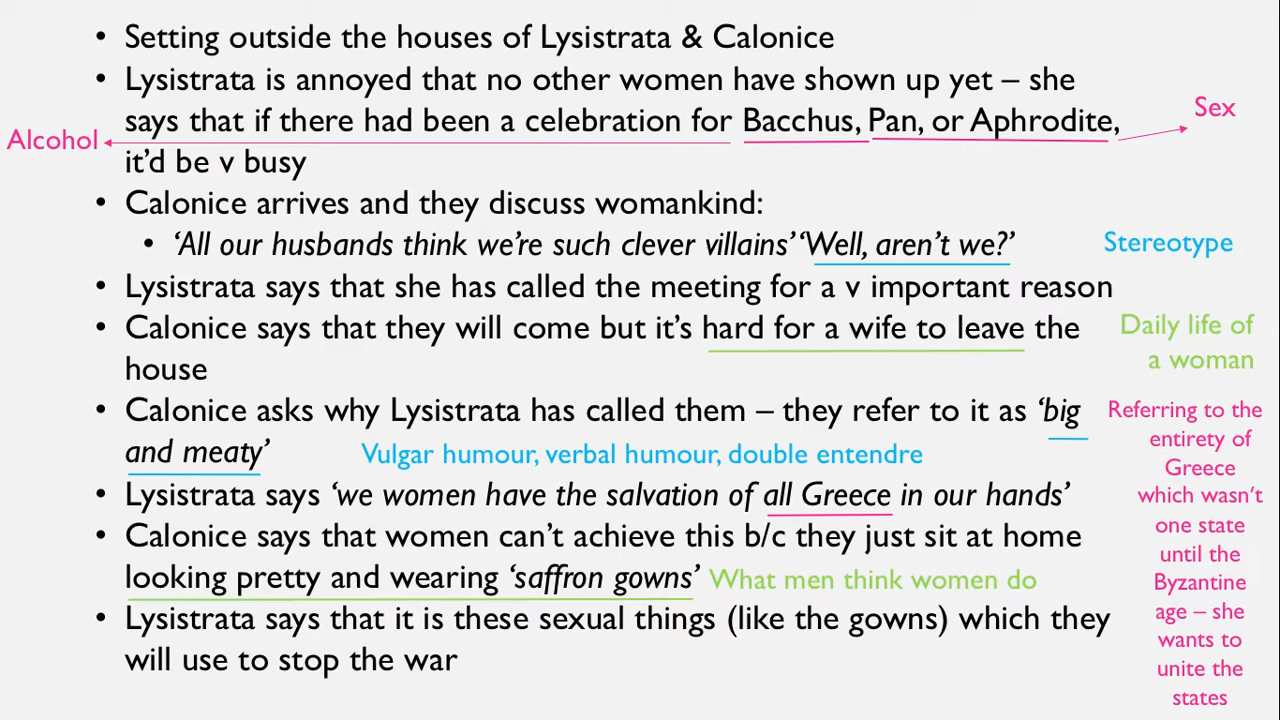 • Setting outside the houses of Lysistrata & Calonice
• Lysistrata is annoyed that no other women have shown up yet – she
says that if there had been a celebration for Bacchus, Pan, or Aphrodite,
it'd be v busy
Alcohol
Sex
• Calonice arrives and they discuss womankind:
• ‘All our husbands think we're such clever villains’ ‘Well, aren't we?’
Stereotype
• Lysistrata says that she has called the meeting for a v important reason
• Calonice says that they will come but it's hard for a wife to leave the
house
Daily life of
a woman
• Calonice asks why Lysistrata has called them – they refer to it as ‘big
and meaty’
Vulgar humour, verbal humour, double entendre
• Lysistrata says ‘we women have the salvation of all Greece in our hands’
Referring to the
entirety of
Greece
which wasn't
one state
until the
Byzantine
age – she
wants to
unite the
states
• Calonice says that women can't achieve this b/c they just sit at home
looking pretty and wearing ‘saffron gowns’
What men think women do
• Lysistrata says that it is these sexual things (like the gowns) which they
will use to stop the war